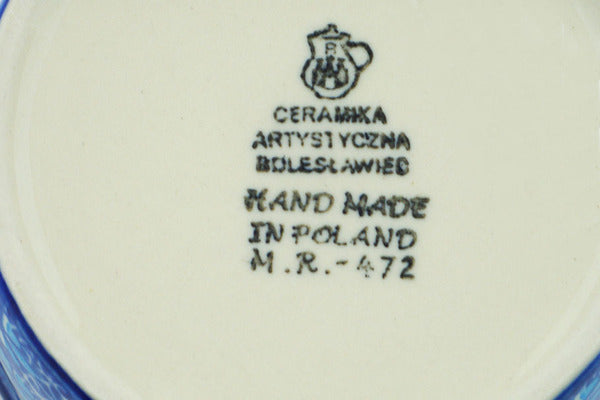 B
CERAMIKA
ARTYSTYCZNA
BOLESŁAWIEC
HAND MADE
IN POLAND
M.R.-472